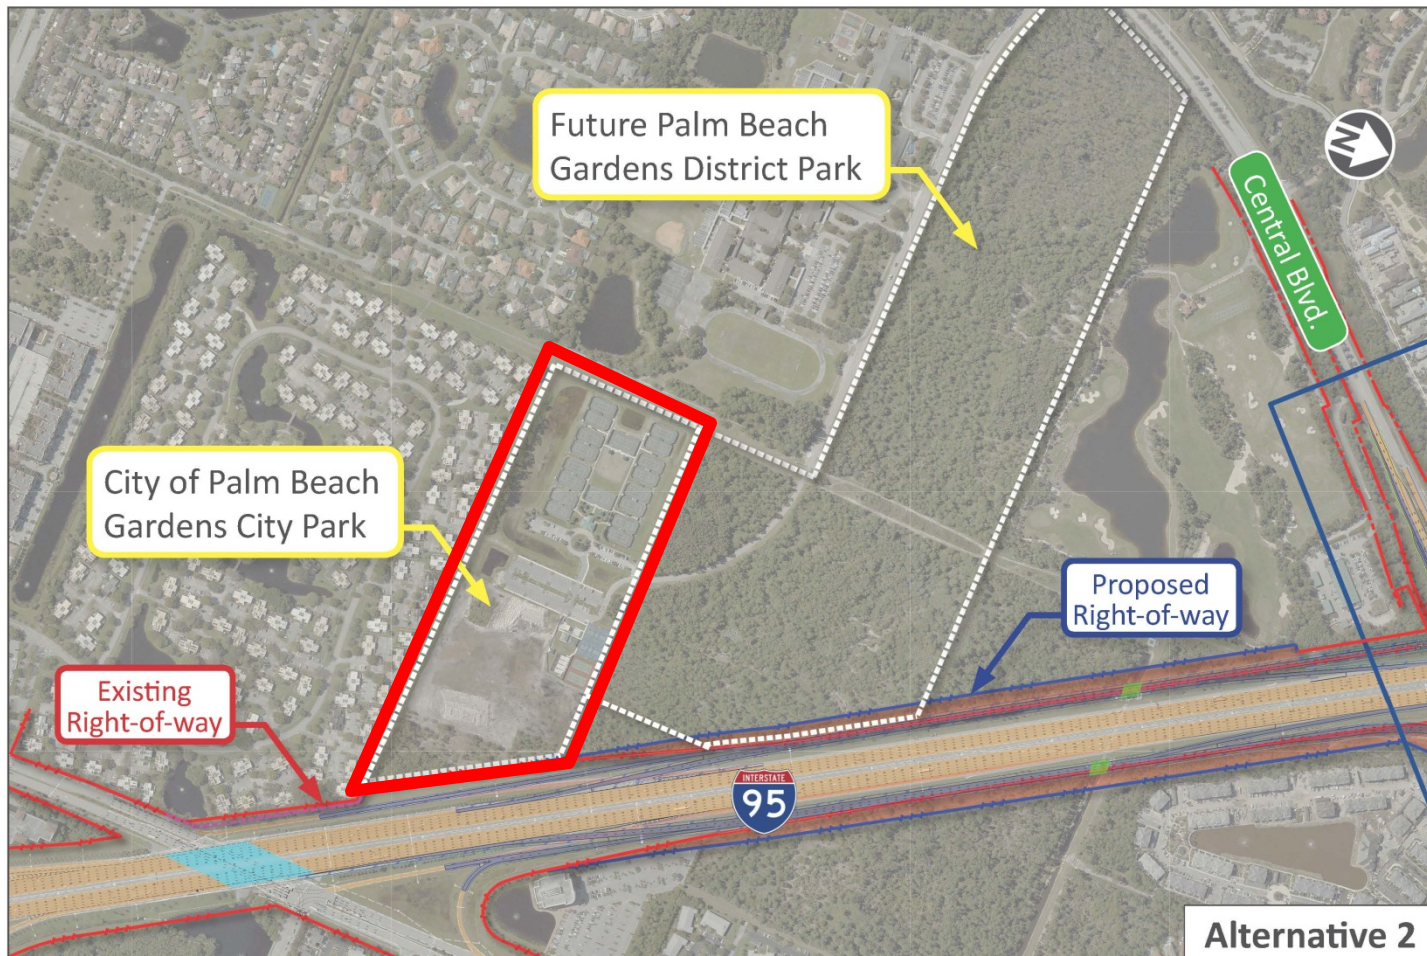 Future Palm Beach
Gardens District Park
N
Central Blvd.
City of Palm Beach
Gardens City Park
Proposed
Right-of-way
Existing
Right-of-way
INTERSTATE
95
Alternative 2